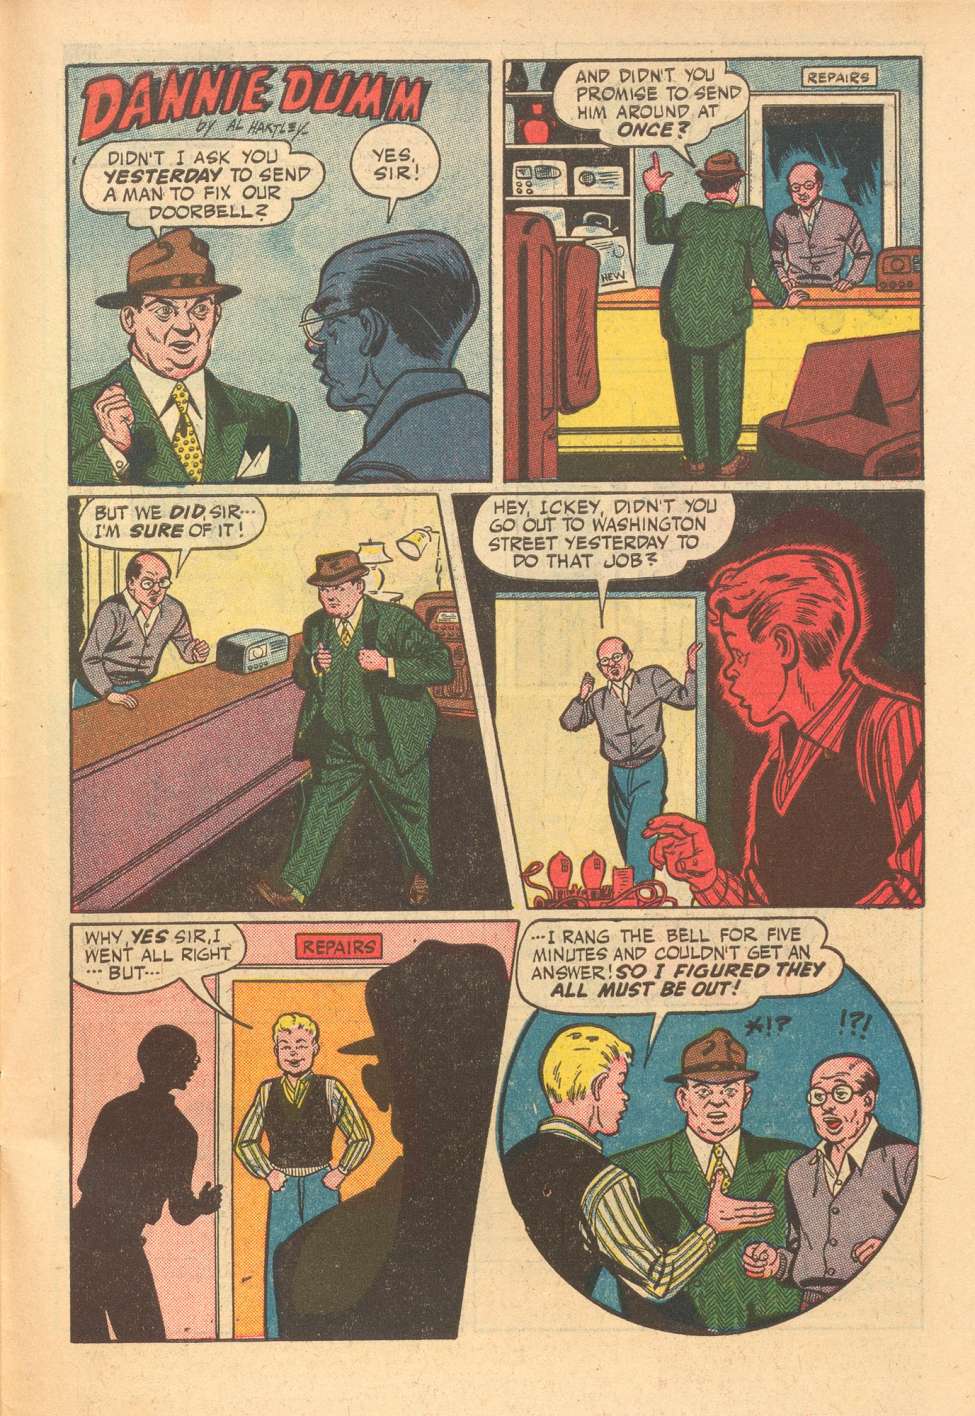 DANNIE DUMM
BY AL HARTLEY
DIDN'T I ASK YOU
YESTERDAY TO SEND
A MAN TO FIX OUR
DOORBELL?
YES,
SIR!
AND DIDN'T YOU
PROMISE TO SEND
HIM AROUND AT
ONCE?
REPAIRS
HEW
BUT WE DID, SIR...
I'M SURE OF IT!
HEY, ICKEY, DIDN'T YOU
GO OUT TO WASHINGTON
STREET YESTERDAY TO
DO THAT JOB?
WHY, YES SIR, I
WENT ALL RIGHT
...BUT...
REPAIRS
...I RANG THE BELL FOR FIVE
MINUTES AND COULDN'T GET AN
ANSWER! SO I FIGURED THEY
ALL MUST BE OUT!
*!?
!?!